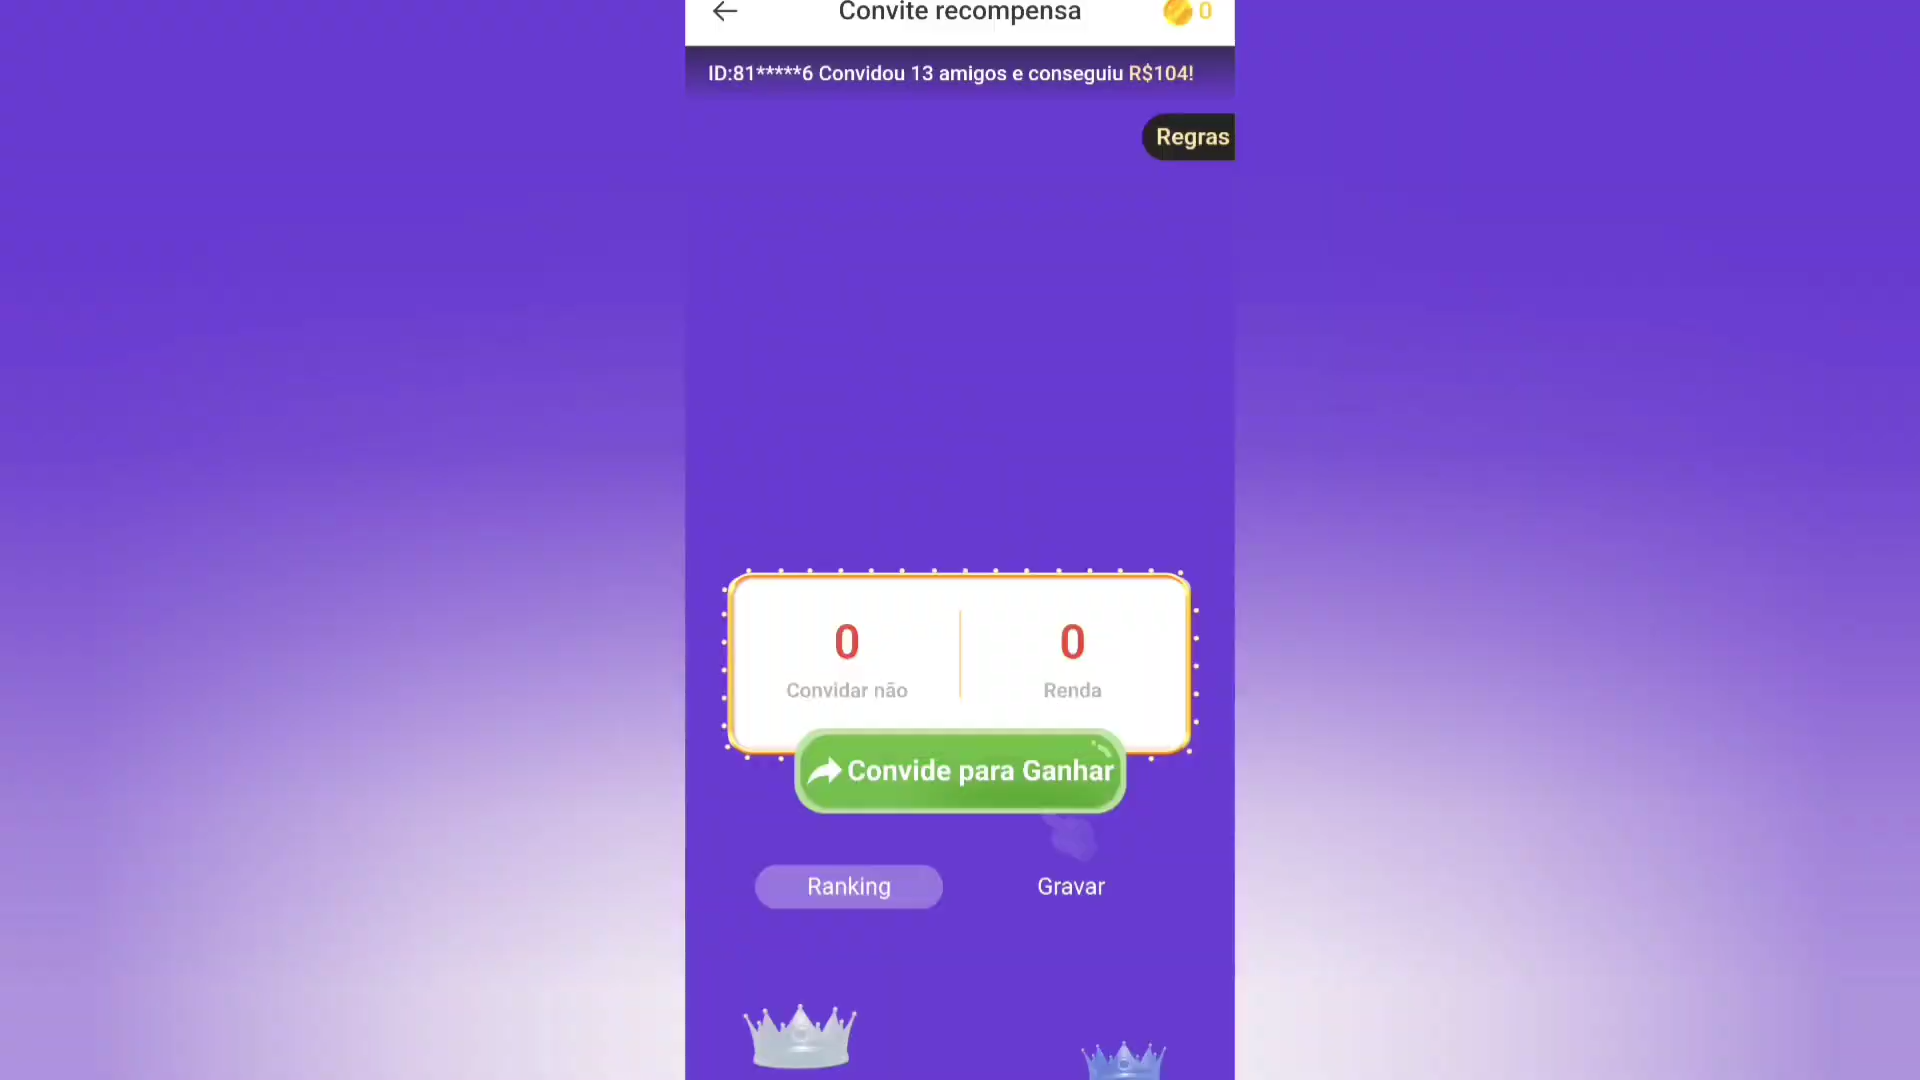 Convite recompensa
0
ID:81*****6 Convidou 13 amigos e conseguiu R$104!
Regras
0
0
Convidar não
Renda
Convide para Ganhar
Ranking
Gravar